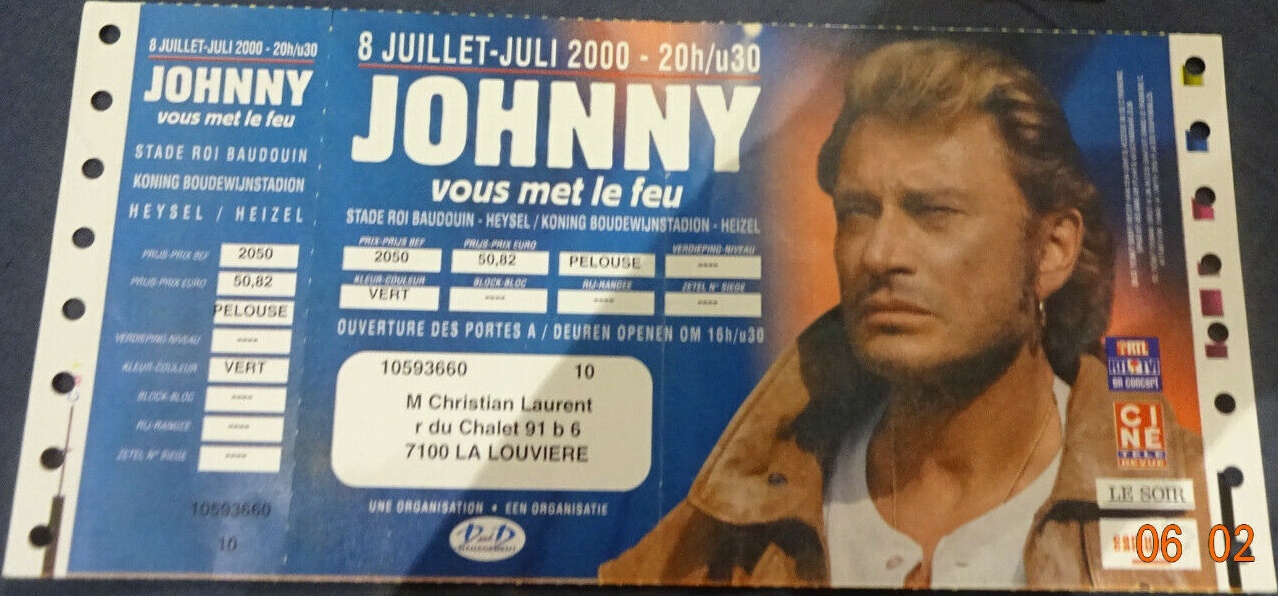 8 JUILLET-JULI 2000 - 20h/u30
JOHNNY
vous met le feu
STADE ROI BAUDOUIN
KONING BOUDEWIJNSTADION
HEYSEL / HEIZEL
PRIJS-PRIX BEF 2050
PRIJS-PRIX EURO 50,82
PELOUSE
VERDIEPING-NIVEAU ----
KLEUR-COULEUR VERT
BLOCK-BLOC ----
RIJ-RANGEE ----
ZETEL N° SIEGE ----
10593660
10
8 JUILLET-JULI 2000 - 20h/u30
JOHNNY
vous met le feu
STADE ROI BAUDOUIN - HEYSEL / KONING BOUDEWIJNSTADION - HEIZEL
PRIX-PRIJS BEF PRIJS-PRIX EURO VERDIEPING-NIVEAU
2050 50,82 PELOUSE ----
KLEUR-COULEUR BLOCK-BLOC RIJ-RANGEE ZETEL N° SIEGE
VERT ---- ---- ----
OUVERTURE DES PORTES A / DEUREN OPENEN OM 16h/u30
10593660 10
M Christian Laurent
r du Chalet 91 b 6
7100 LA LOUVIERE
UNE ORGANISATION • EEN ORGANISATIE
RTL
RTL TVI
en concert
CI
NÉ
TÉLÉ
REVUE
LE SOIR
06 02